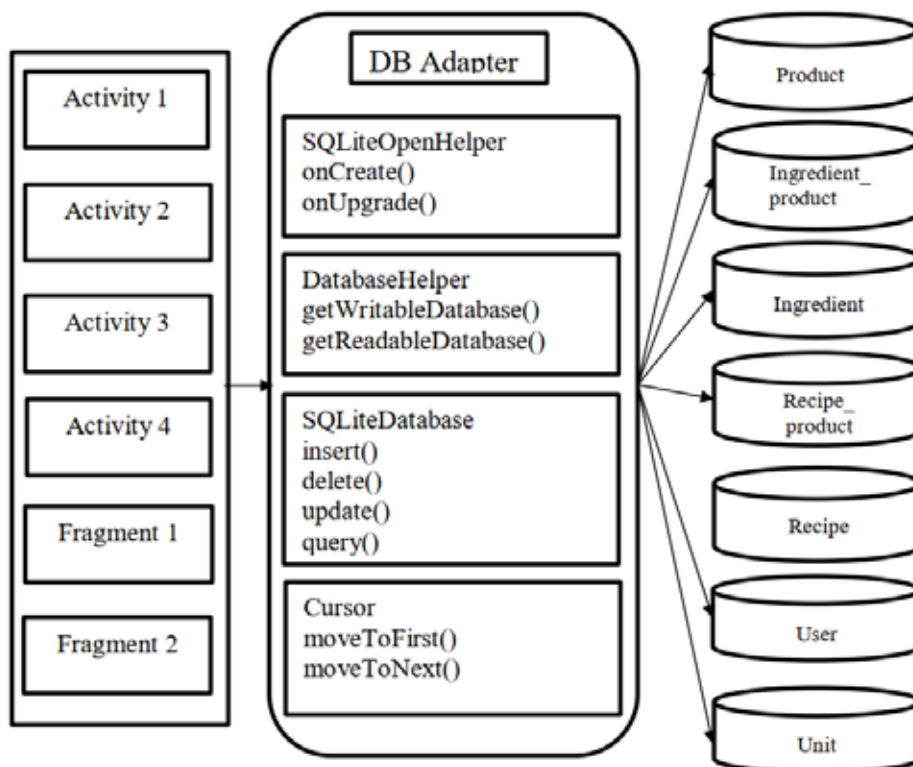 Activity 1
Activity 2
Activity 3
Activity 4
Fragment 1
Fragment 2
DB Adapter
SQLiteOpenHelper
onCreate()
onUpgrade()
DatabaseHelper
getWritableDatabase()
getReadableDatabase()
SQLiteDatabase
insert()
delete()
update()
query()
Cursor
moveToFirst()
moveToNext()
Product
Ingredient_
product
Ingredient
Recipe_
product
Recipe
User
Unit